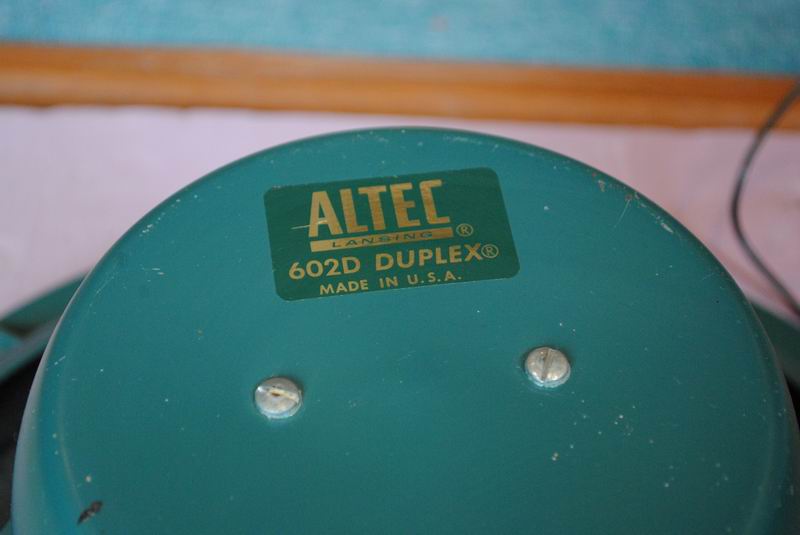 ALTEC
LANSING ®
602D DUPLEX®
MADE IN U.S.A.